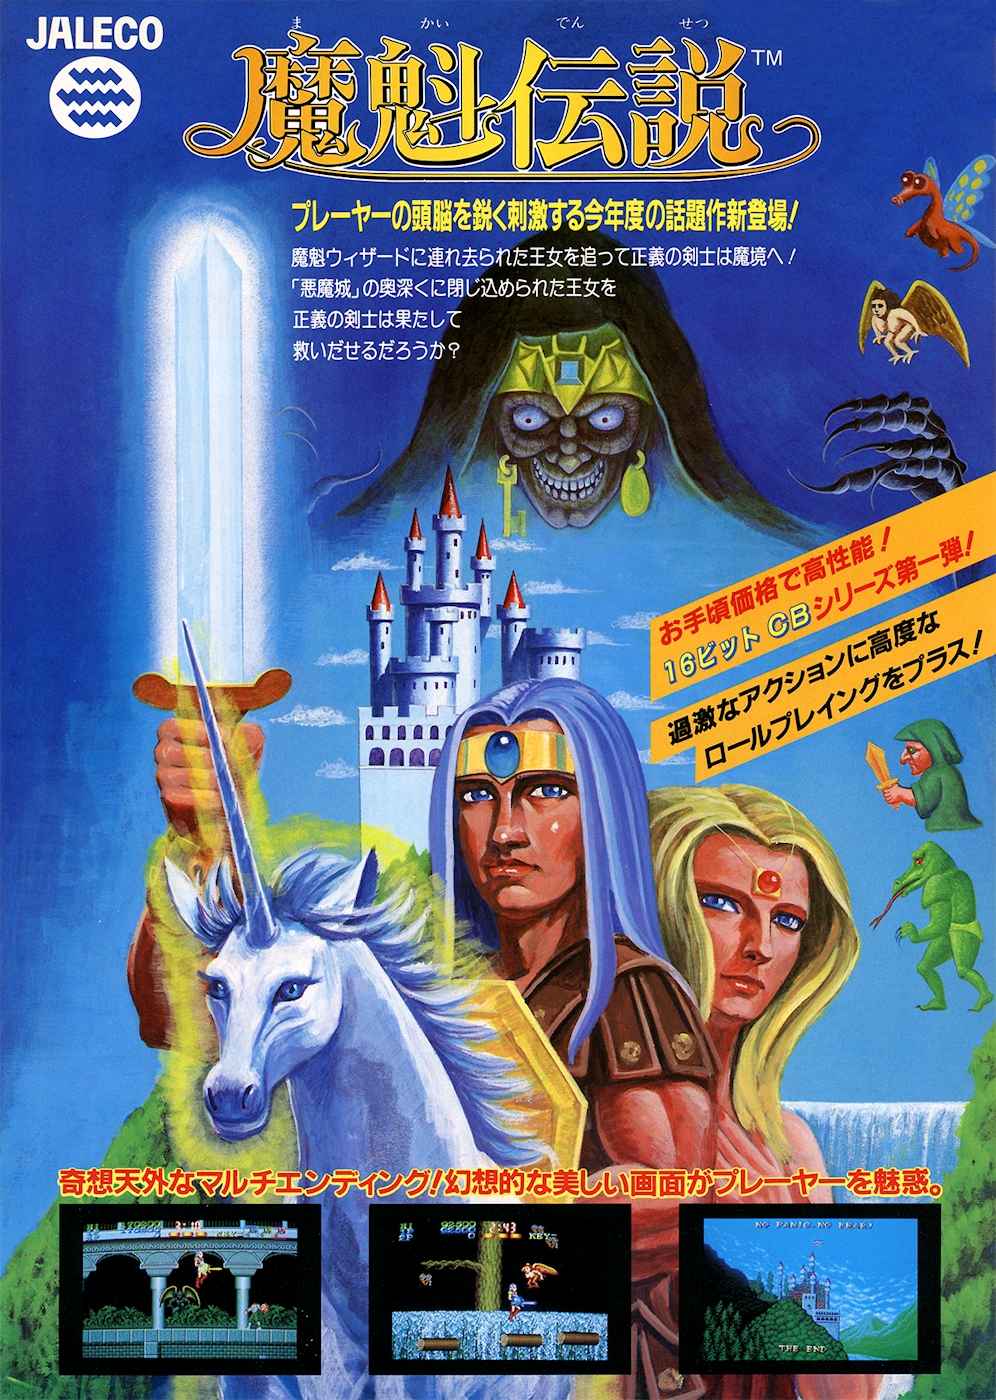 JALECO
ま かい でん せつ
魔魁伝説™
プレーヤーの頭脳を鋭く刺激する今年度の話題作新登場!
魔魁ウィザードに連れ去られた王女を追って正義の剣士は魔境へ!
「悪魔城」の奥深くに閉じ込められた王女を
正義の剣士は果たして
救いだせるだろうか?
お手頃価格で高性能!
16ビット CBシリーズ第一弾!
過激なアクションに高度な
ロールプレイングをプラス!
奇想天外なマルチエンディング!幻想的な美しい画面がプレーヤーを魅惑。
HI
2P
KEY-
HI
2P
2:43
KEY-
NO PANIC.NO FEAR!
THE END